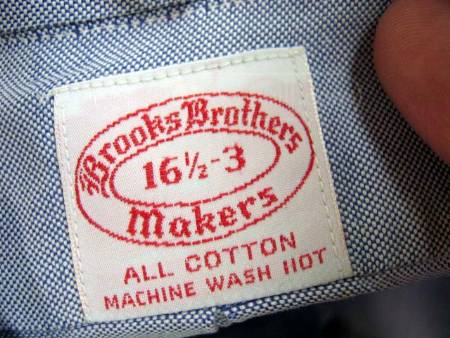 Brooks Brothers
16½-3
Makers
ALL COTTON
MACHINE WASH HOT